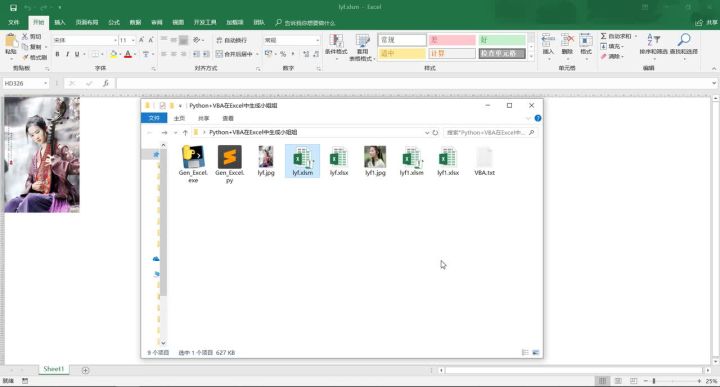 lyf.xlsm - Excel
文件 开始 插入 页面布局 公式 数据 审阅 视图 开发工具 加载项 团队 告诉我你想要做什么 共享
粘贴
剪切
复制
格式刷
宋体 11
B I U
自动换行
合并后居中
常规
条件格式
套用
表格格式
常规 差 好
适中 计算 检查单元格
插入 删除 格式
自动求和
填充
清除
排序和筛选 查找和选择
剪贴板 字体 对齐方式 数字 样式 单元格 编辑
HD326 fx
Python+VBA在Excel中生成小姐姐
文件 主页 共享 查看
Python+VBA在Excel中生成小姐姐
搜索"Python+VBA在Excel中...
Gen_Excel.
exe
Gen_Excel.
py
lyf.jpg
lyf.xlsm
lyf.xlsx
lyf1.jpg
lyf1.xlsm
lyf1.xlsx
VBA.txt
9 个项目 选中 1 个项目 627 KB
Sheet1
就绪
25%